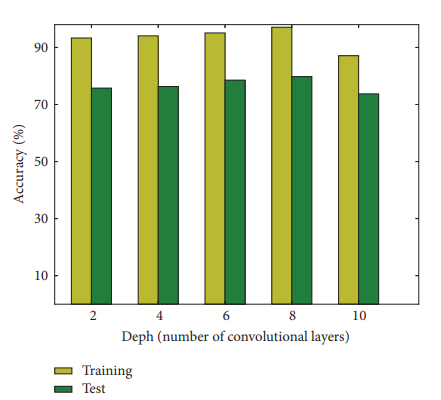 90
70
50
30
10
Accuracy (%)
2 4 6 8 10
Deph (number of convolutional layers)
Training
Test